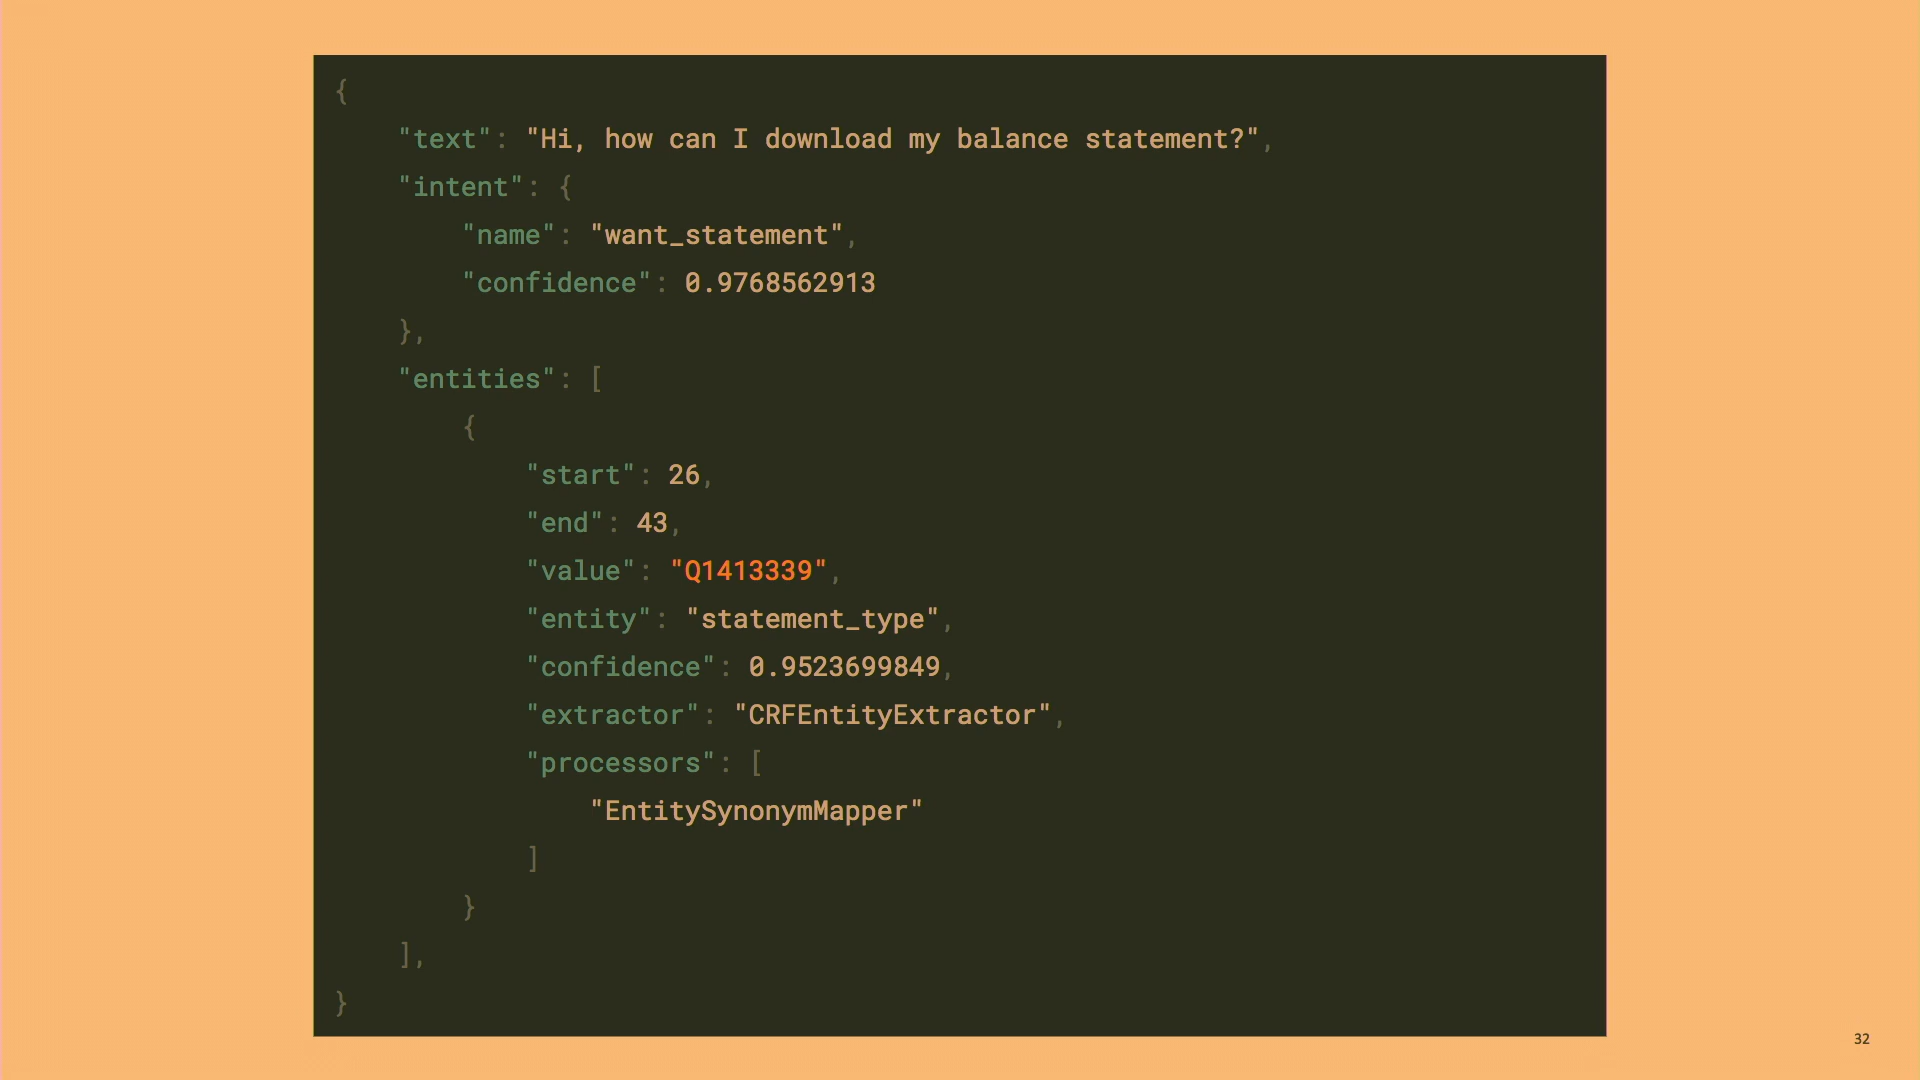 {
    "text": "Hi, how can I download my balance statement?",
    "intent": {
        "name": "want_statement",
        "confidence": 0.9768562913
    },
    "entities": [
        {
            "start": 26,
            "end": 43,
            "value": "Q1413339",
            "entity": "statement_type",
            "confidence": 0.9523699849,
            "extractor": "CRFEntityExtractor",
            "processors": [
                "EntitySynonymMapper"
            ]
        }
    ],
}
32